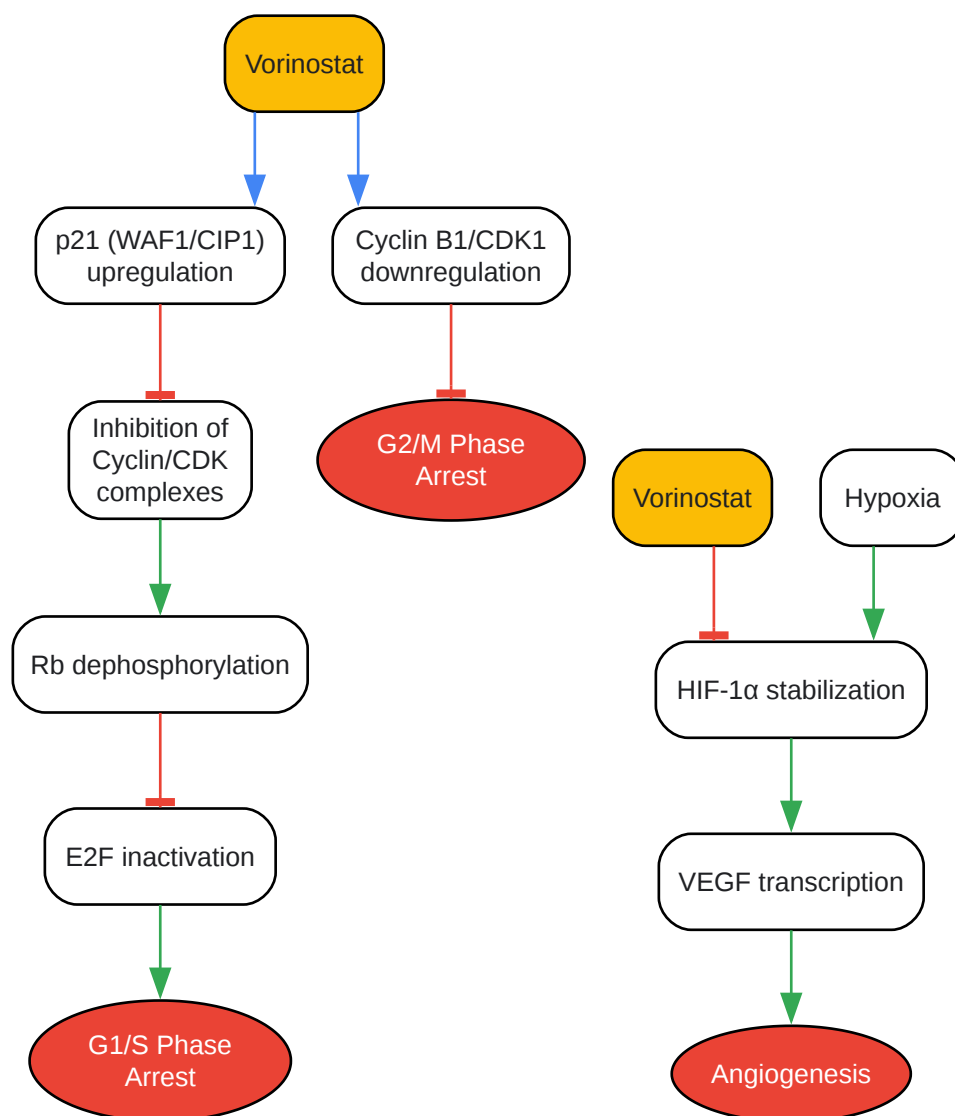 Vorinostat
p21 (WAF1/CIP1)
upregulation
Cyclin B1/CDK1
downregulation
Inhibition of
Cyclin/CDK
complexes
G2/M Phase
Arrest
Rb dephosphorylation
E2F inactivation
G1/S Phase
Arrest
Vorinostat
Hypoxia
HIF-1α stabilization
VEGF transcription
Angiogenesis